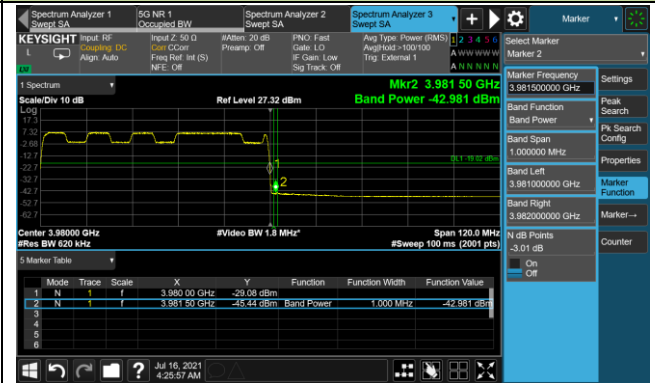 Spectrum Analyzer 1
Swept SA
5G NR 1
Occupied BW
Spectrum Analyzer 2
Swept SA
Spectrum Analyzer 3
Swept SA
+
Marker
KEYSIGHT
L
LXI
Input: RF
Coupling: DC
Align: Auto
Input Z: 50 Ω
Corr CCorr
Freq Ref: Int (S)
NFE: Off
#Atten: 20 dB
Preamp: Off
PNO: Fast
Gate: LO
IF Gain: Low
Sig Track: Off
Avg Type: Power (RMS)
Avg|Hold:>100/100
Trig: External 1
1 2 3 4 5 6
A W W W W W
A N N N N N
Select Marker
Marker 2
1 Spectrum
Scale/Div 10 dB
Ref Level 27.32 dBm
Mkr2 3.981 50 GHz
Band Power -42.981 dBm
Log
17.3
7.32
-2.68
-12.7
-22.7
-32.7
-42.7
-52.7
-62.7
DL1 -19.02 dBm
1
2
Center 3.98000 GHz
#Res BW 620 kHz
#Video BW 1.8 MHz*
Span 120.0 MHz
#Sweep 100 ms (2001 pts)
5 Marker Table
Mode Trace Scale X Y Function Function Width Function Value
1 N 1 f 3.980 00 GHz -29.08 dBm
2 N 1 f 3.981 50 GHz -45.44 dBm Band Power 1.000 MHz -42.981 dBm
3
4
5
6
Marker Frequency
3.981500000 GHz
Band Function
Band Power
Band Span
1.000000 MHz
Band Left
3.981000000 GHz
Band Right
3.982000000 GHz
N dB Points
-3.01 dB
On
Off
Settings
Peak
Search
Pk Search
Config
Properties
Marker
Function
Marker→
Counter
?
Jul 16, 2021
4:25:57 AM